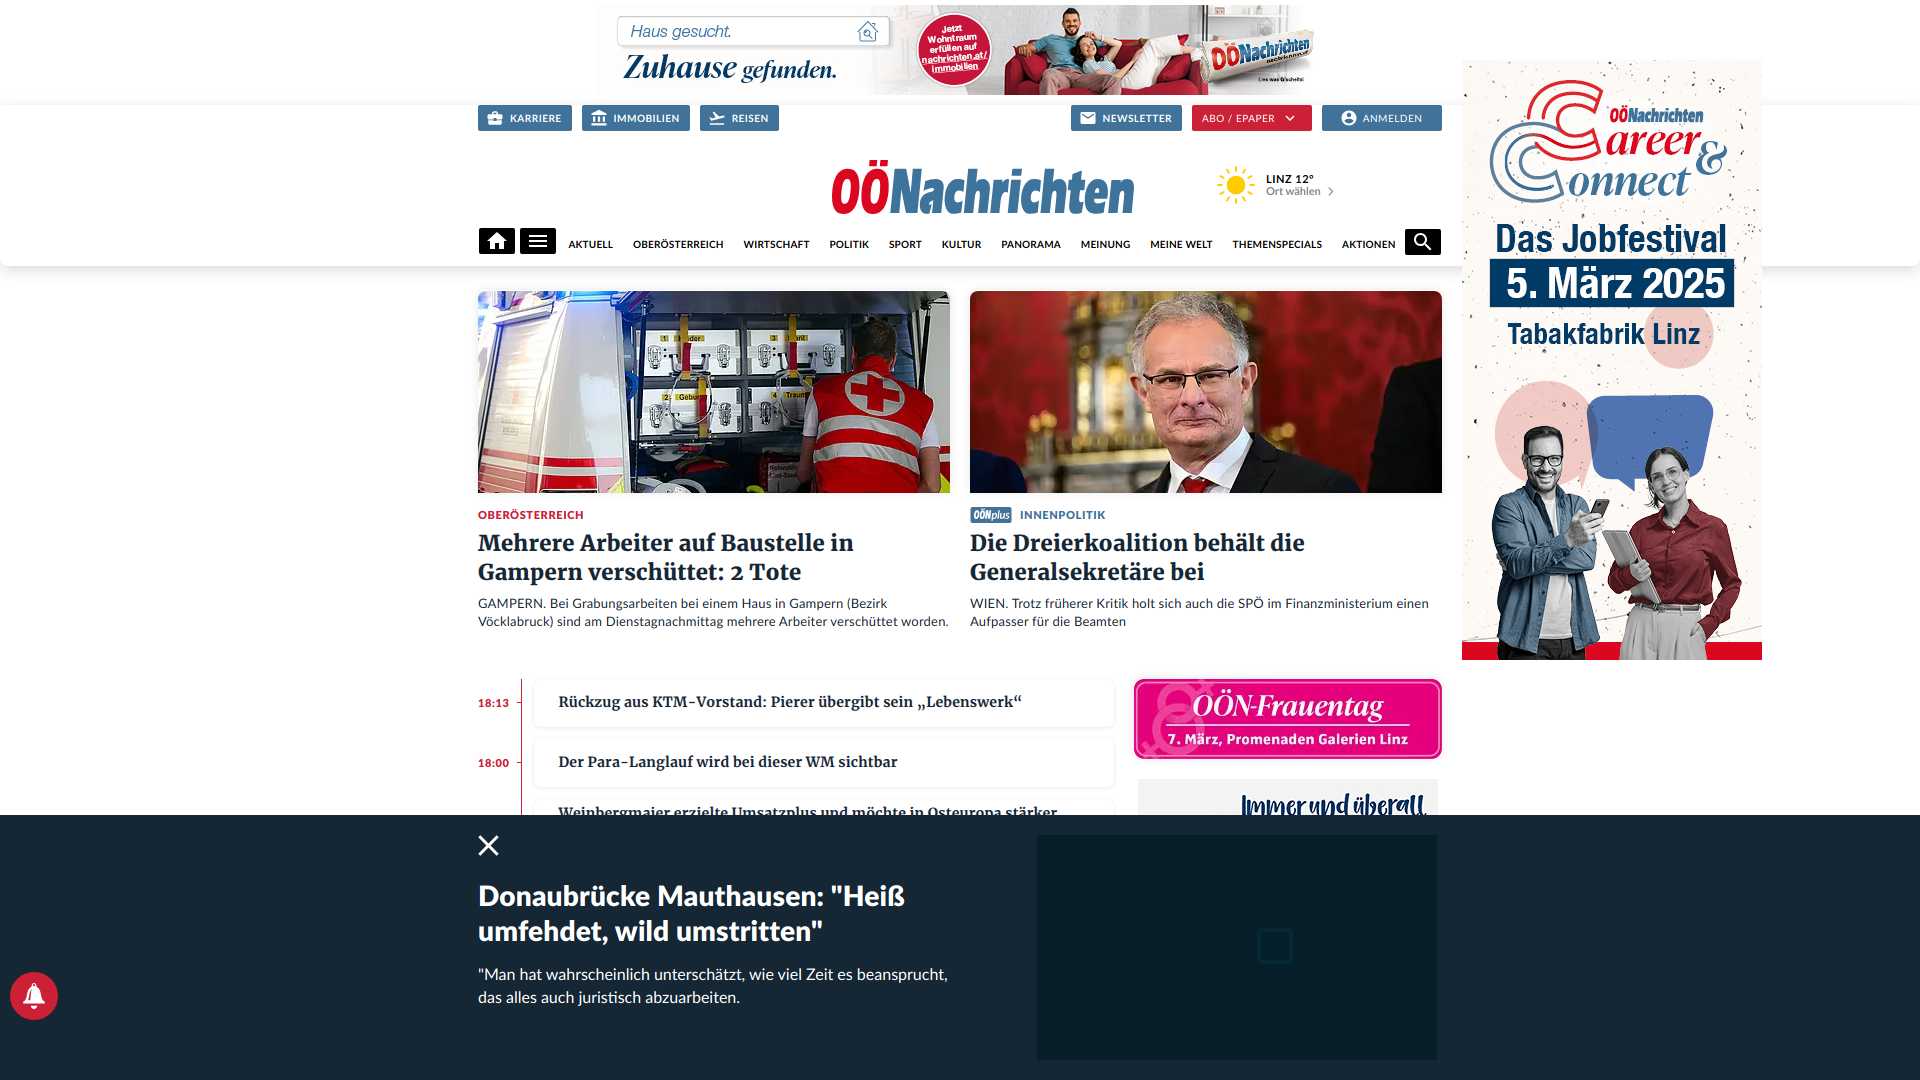 Haus gesucht.
Zuhause gefunden.
Jetzt
Wohntraum
erfüllen auf
nachrichten.at/
immobilien
OÖNachrichten
Lies was G'scheits!
KARRIERE
IMMOBILIEN
REISEN
NEWSLETTER
ABO / EPAPER
ANMELDEN
OÖNachrichten
LINZ 12°
Ort wählen
AKTUELL
OBERÖSTERREICH
WIRTSCHAFT
POLITIK
SPORT
KULTUR
PANORAMA
MEINUNG
MEINE WELT
THEMENSPECIALS
AKTIONEN
OÖNachrichten
Career &
Connect
Das Jobfestival
5. März 2025
Tabakfabrik Linz
OBERÖSTERREICH
Mehrere Arbeiter auf Baustelle in
Gampern verschüttet: 2 Tote
GAMPERN. Bei Grabungsarbeiten bei einem Haus in Gampern (Bezirk
Vöcklabruck) sind am Dienstagnachmittag mehrere Arbeiter verschüttet worden.
OÖNplus INNENPOLITIK
Die Dreierkoalition behält die
Generalsekretäre bei
WIEN. Trotz früherer Kritik holt sich auch die SPÖ im Finanzministerium einen
Aufpasser für die Beamten
18:13
Rückzug aus KTM-Vorstand: Pierer übergibt sein „Lebenswerk“
18:00
Der Para-Langlauf wird bei dieser WM sichtbar
Weinbergmaier erzielte Umsatzplus und möchte in Osteuropa stärker
OÖN-Frauentag
7. März, Promenaden Galerien Linz
Immer und überall
Donaubrücke Mauthausen: "Heiß
umfehdet, wild umstritten"
"Man hat wahrscheinlich unterschätzt, wie viel Zeit es beansprucht,
das alles auch juristisch abzuarbeiten.